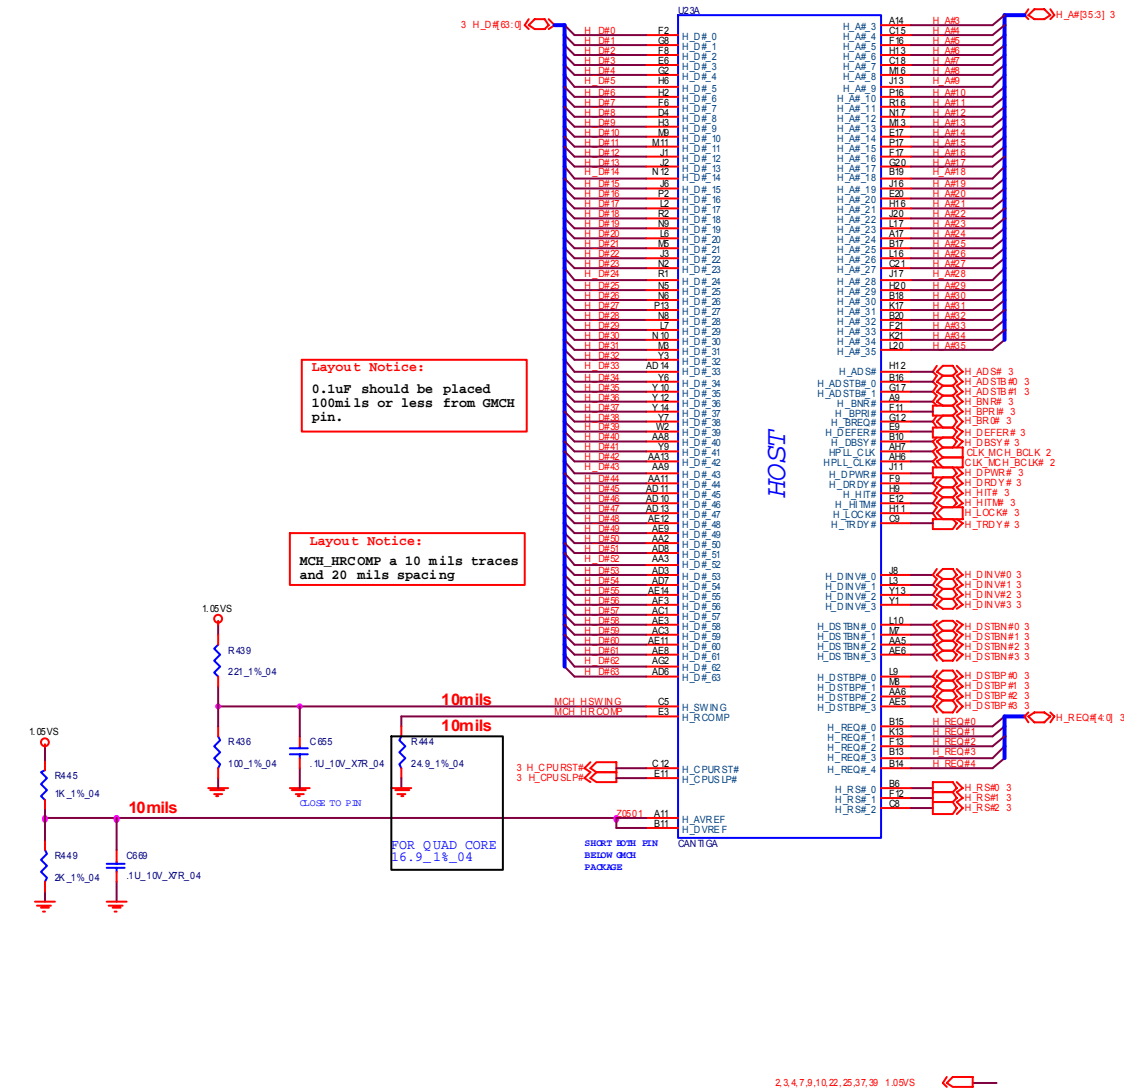 U23A
3 H_D#[63:0]
H_D#0 F2 H_D#_0
H_D#1 G8 H_D#_1
H_D#2 F8 H_D#_2
H_D#3 E6 H_D#_3
H_D#4 G2 H_D#_4
H_D#5 H6 H_D#_5
H_D#6 H2 H_D#_6
H_D#7 F6 H_D#_7
H_D#8 D4 H_D#_8
H_D#9 H3 H_D#_9
H_D#10 M9 H_D#_10
H_D#11 M11 H_D#_11
H_D#12 J1 H_D#_12
H_D#13 J2 H_D#_13
H_D#14 N12 H_D#_14
H_D#15 J6 H_D#_15
H_D#16 P2 H_D#_16
H_D#17 L2 H_D#_17
H_D#18 R2 H_D#_18
H_D#19 N9 H_D#_19
H_D#20 L6 H_D#_20
H_D#21 M5 H_D#_21
H_D#22 J3 H_D#_22
H_D#23 N2 H_D#_23
H_D#24 R1 H_D#_24
H_D#25 N5 H_D#_25
H_D#26 N6 H_D#_26
H_D#27 P13 H_D#_27
H_D#28 N8 H_D#_28
H_D#29 L7 H_D#_29
H_D#30 N10 H_D#_30
H_D#31 M3 H_D#_31
H_D#32 Y3 H_D#_32
H_D#33 AD14 H_D#_33
H_D#34 Y6 H_D#_34
H_D#35 Y10 H_D#_35
H_D#36 Y12 H_D#_36
H_D#37 Y14 H_D#_37
H_D#38 Y7 H_D#_38
H_D#39 W2 H_D#_39
H_D#40 AA8 H_D#_40
H_D#41 Y9 H_D#_41
H_D#42 AA13 H_D#_42
H_D#43 AA9 H_D#_43
H_D#44 AA11 H_D#_44
H_D#45 AD11 H_D#_45
H_D#46 AD10 H_D#_46
H_D#47 AD13 H_D#_47
H_D#48 AE12 H_D#_48
H_D#49 AE9 H_D#_49
H_D#50 AA2 H_D#_50
H_D#51 AD8 H_D#_51
H_D#52 AA3 H_D#_52
H_D#53 AD3 H_D#_53
H_D#54 AD7 H_D#_54
H_D#55 AE14 H_D#_55
H_D#56 AF3 H_D#_56
H_D#57 AC1 H_D#_57
H_D#58 AE3 H_D#_58
H_D#59 AC3 H_D#_59
H_D#60 AE11 H_D#_60
H_D#61 AE8 H_D#_61
H_D#62 AG2 H_D#_62
H_D#63 AD6 H_D#_63
10mils MCH_HSWING C5 H_SWING
MCH_HRCOMP E3 H_RCOMP
10mils
3 H_CPURST# C12 H_CPURST#
3 H_CPUSLP# E11 H_CPUSLP#
Z0501 A11 H_AVREF
B11 H_DVREF
SHORT BOTH PIN
BELOW GMCH
PACKAGE
CANTIGA
HOST
H_A#[35:3] 3
H_A#_3 A14 H_A#3
H_A#_4 C15 H_A#4
H_A#_5 F16 H_A#5
H_A#_6 H13 H_A#6
H_A#_7 C18 H_A#7
H_A#_8 M16 H_A#8
H_A#_9 J13 H_A#9
H_A#_10 P16 H_A#10
H_A#_11 R16 H_A#11
H_A#_12 N17 H_A#12
H_A#_13 M13 H_A#13
H_A#_14 E17 H_A#14
H_A#_15 P17 H_A#15
H_A#_16 F17 H_A#16
H_A#_17 G20 H_A#17
H_A#_18 B19 H_A#18
H_A#_19 J16 H_A#19
H_A#_20 E20 H_A#20
H_A#_21 H16 H_A#21
H_A#_22 J20 H_A#22
H_A#_23 L17 H_A#23
H_A#_24 A17 H_A#24
H_A#_25 B17 H_A#25
H_A#_26 L16 H_A#26
H_A#_27 C21 H_A#27
H_A#_28 J17 H_A#28
H_A#_29 H20 H_A#29
H_A#_30 B18 H_A#30
H_A#_31 K17 H_A#31
H_A#_32 B20 H_A#32
H_A#_33 F21 H_A#33
H_A#_34 K21 H_A#34
H_A#_35 L20 H_A#35
H_ADS# H12 H_ADS# 3
H_ADSTB#_0 B16 H_ADSTB#0 3
H_ADSTB#_1 G17 H_ADSTB#1 3
H_BNR# A9 H_BNR# 3
H_BPRI# F11 H_BPRI# 3
H_BREQ# G12 H_BR0# 3
H_DEFER# E9 H_DEFER# 3
H_DBSY# B10 H_DBSY# 3
HPLL_CLK AH7 CLK_MCH_BCLK 2
HPLL_CLK# AH6 CLK_MCH_BCLK# 2
H_DPWR# J11 H_DPWR# 3
H_DRDY# F9 H_DRDY# 3
H_HIT# H9 H_HIT# 3
H_HITM# E12 H_HITM# 3
H_LOCK# H11 H_LOCK# 3
H_TRDY# C9 H_TRDY# 3
H_DINV#_0 J8 H_DINV#0 3
H_DINV#_1 L3 H_DINV#1 3
H_DINV#_2 Y13 H_DINV#2 3
H_DINV#_3 Y1 H_DINV#3 3
H_DSTBN#_0 L10 H_DSTBN#0 3
H_DSTBN#_1 M7 H_DSTBN#1 3
H_DSTBN#_2 AA5 H_DSTBN#2 3
H_DSTBN#_3 AE6 H_DSTBN#3 3
H_DSTBP#_0 L9 H_DSTBP#0 3
H_DSTBP#_1 M8 H_DSTBP#1 3
H_DSTBP#_2 AA6 H_DSTBP#2 3
H_DSTBP#_3 AE5 H_DSTBP#3 3
H_REQ#[4:0] 3
H_REQ#_0 B15 H_REQ#0
H_REQ#_1 K13 H_REQ#1
H_REQ#_2 F13 H_REQ#2
H_REQ#_3 B13 H_REQ#3
H_REQ#_4 B14 H_REQ#4
H_RS#_0 B6 H_RS#0 3
H_RS#_1 F12 H_RS#1 3
H_RS#_2 C8 H_RS#2 3
Layout Notice:
0.1uF should be placed
100mils or less from GMCH
pin.
Layout Notice:
MCH_HRCOMP a 10 mils traces
and 20 mils spacing
1.05VS
R439
221_1%_04
R436
100_1%_04
C655
.1U_10V_X7R_04
CLOSE TO PIN
R444
24.9_1%_04
FOR QUAD CORE
16.9_1%_04
1.05VS
R445
1K_1%_04
10mils
R449
2K_1%_04
C669
.1U_10V_X7R_04
2,3,4,7,9,10,22,25,37,39 1.05VS